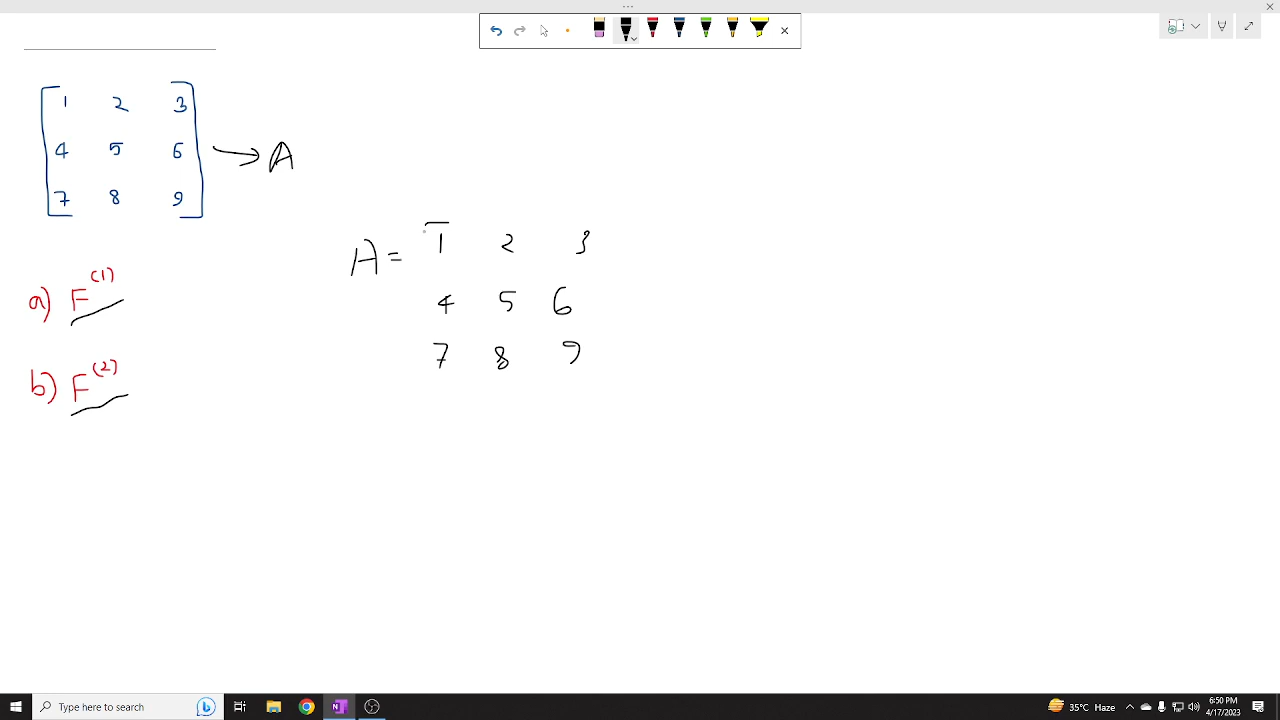 1 2 3
4 5 6 → A
7 8 9
A = 1 2 3
4 5 6
7 8 9
a) F(1)
b) F(2)
Type here to search
35°C Haze
6:50 PM
4/17/2023